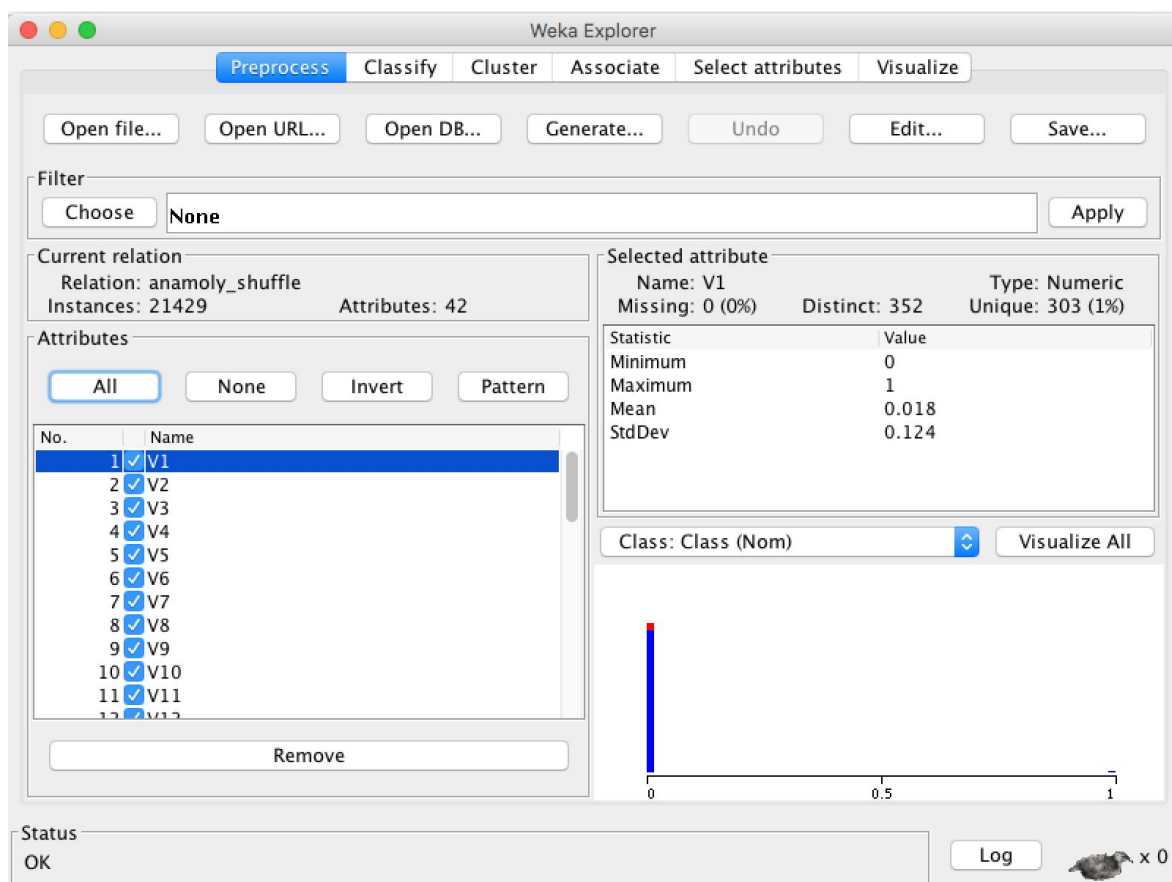 Weka Explorer
Preprocess Classify Cluster Associate Select attributes Visualize
Open file... Open URL... Open DB... Generate... Undo Edit... Save...
Filter
Choose None Apply
Current relation
Relation: anamoly_shuffle
Instances: 21429 Attributes: 42
Attributes
All None Invert Pattern
No. Name
1 V1
2 V2
3 V3
4 V4
5 V5
6 V6
7 V7
8 V8
9 V9
10 V10
11 V11
12 V12
Remove
Selected attribute
Name: V1 Type: Numeric
Missing: 0 (0%) Distinct: 352 Unique: 303 (1%)
Statistic Value
Minimum 0
Maximum 1
Mean 0.018
StdDev 0.124
Class: Class (Nom) Visualize All
0 0.5 1
Status
OK
Log x 0